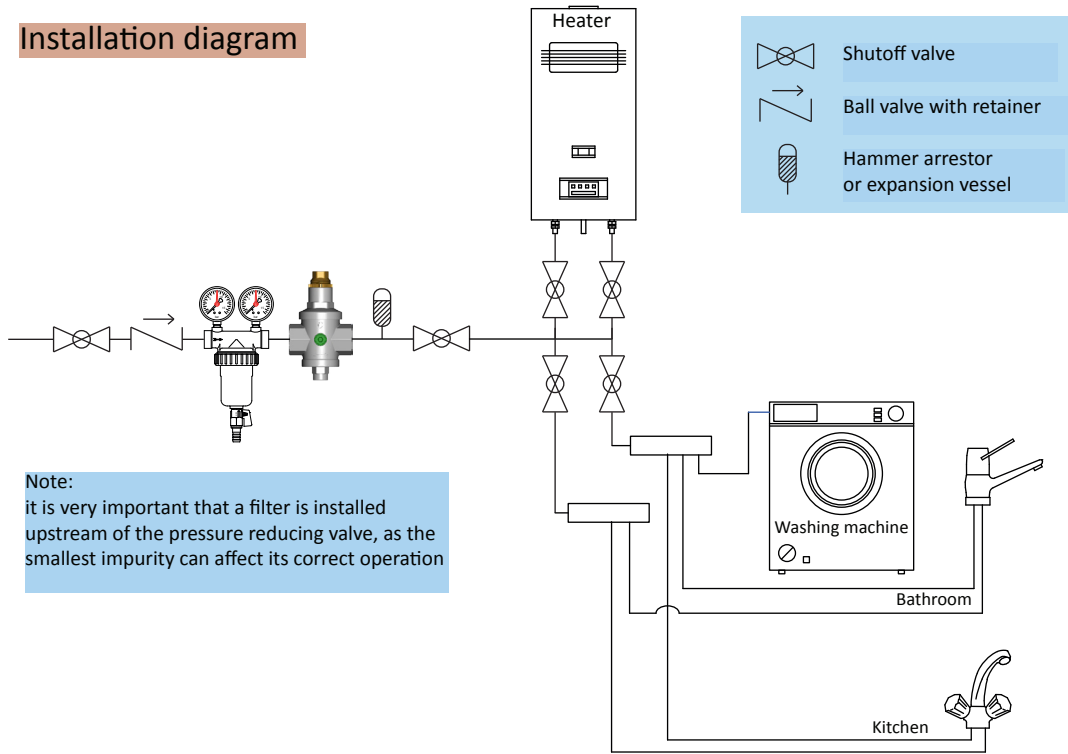 Installation diagram
Heater
Shutoff valve
Ball valve with retainer
Hammer arrestor
or expansion vessel
Note:
it is very important that a filter is installed
upstream of the pressure reducing valve, as the
smallest impurity can affect its correct operation
Washing machine
Bathroom
Kitchen